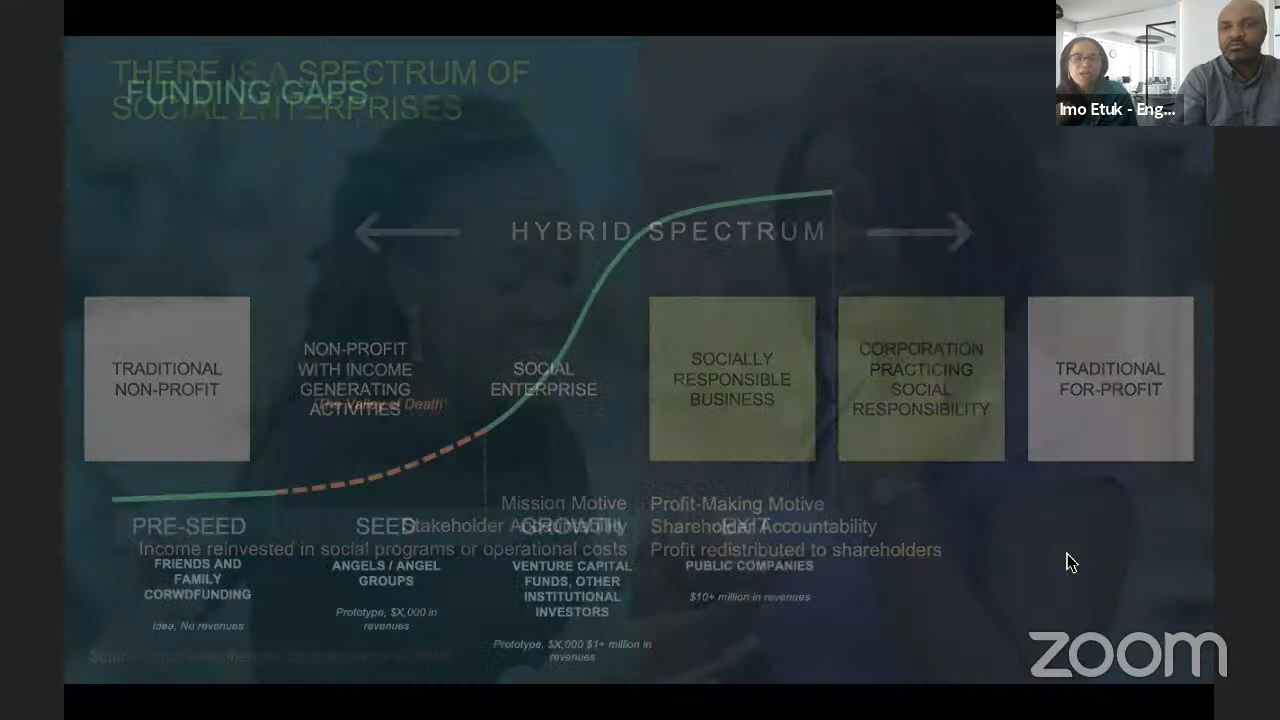 THERE IS A SPECTRUM OF
SOCIAL ENTERPRISES
FUNDING GAPS
Imo Etuk - Eng...
HYBRID SPECTRUM
TRADITIONAL
NON-PROFIT
NON-PROFIT
WITH INCOME
GENERATING
ACTIVITIES
'The Valley of Death'
SOCIAL
ENTERPRISE
SOCIALLY
RESPONSIBLE
BUSINESS
CORPORATION
PRACTICING
SOCIAL
RESPONSIBILITY
TRADITIONAL
FOR-PROFIT
Mission Motive
Stakeholder Accountability
Income reinvested in social programs or operational costs
Profit-Making Motive
Shareholder Accountability
Profit redistributed to shareholders
PRE-SEED
FRIENDS AND
FAMILY
CORWDFUNDING
Idea, No revenues
SEED
ANGELS / ANGEL
GROUPS
Prototype, $X,000 in
revenues
GROWTH
VENTURE CAPITAL
FUNDS, OTHER
INSTITUTIONAL
INVESTORS
Prototype, $X,000 $1+ million in
revenues
EXIT
PUBLIC COMPANIES
$10+ million in revenues
zoom